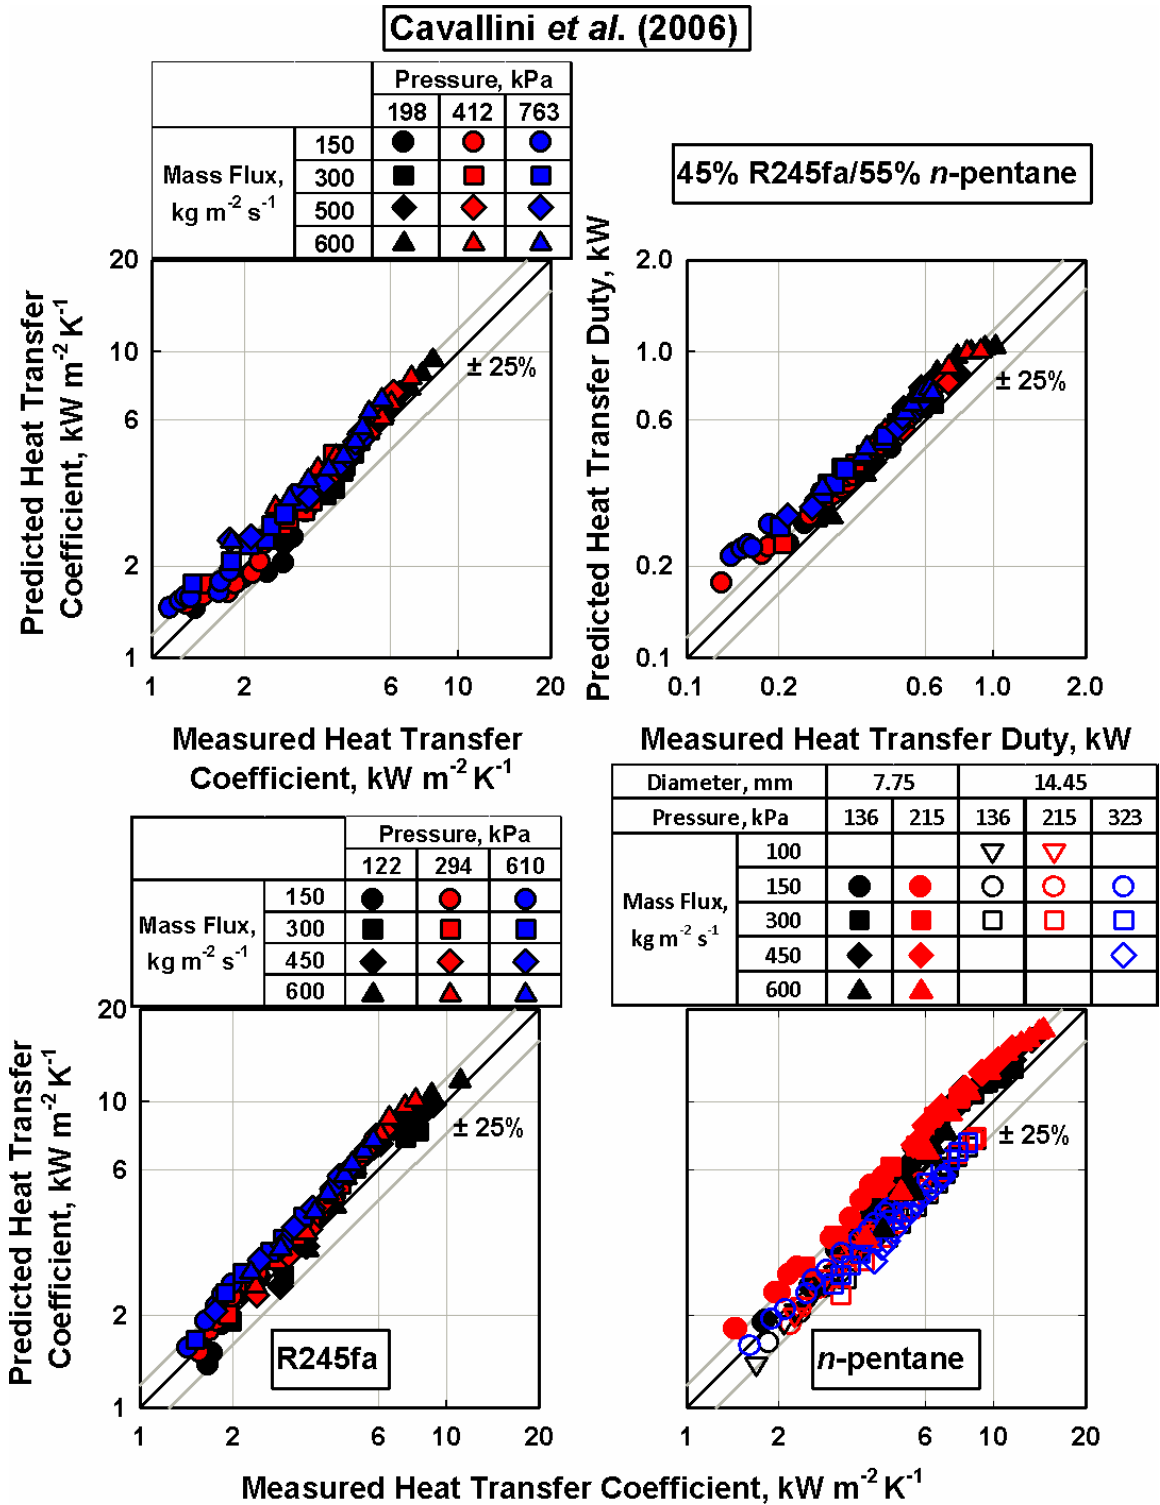 Cavallini et al. (2006)
Pressure, kPa
198 412 763
Mass Flux,
kg m-2 s-1
150
300
500
600
45% R245fa/55% n-pentane
Predicted Heat Transfer
Coefficient, kW m-2 K-1
20
10
6
2
1
± 25%
1 2 6 10 20
Measured Heat Transfer
Coefficient, kW m-2 K-1
Predicted Heat Transfer Duty, kW
2.0
1.0
0.6
0.2
0.1
± 25%
0.1 0.2 0.6 1.0 2.0
Measured Heat Transfer Duty, kW
Pressure, kPa
122 294 610
Mass Flux,
kg m-2 s-1
150
300
450
600
Diameter, mm 7.75 14.45
Pressure, kPa 136 215 136 215 323
Mass Flux,
kg m-2 s-1
100
150
300
450
600
Predicted Heat Transfer
Coefficient, kW m-2 K-1
20
10
6
2
1
± 25%
R245fa
1 2 6 10 20
± 25%
n-pentane
1 2 6 10 20
Measured Heat Transfer Coefficient, kW m-2 K-1